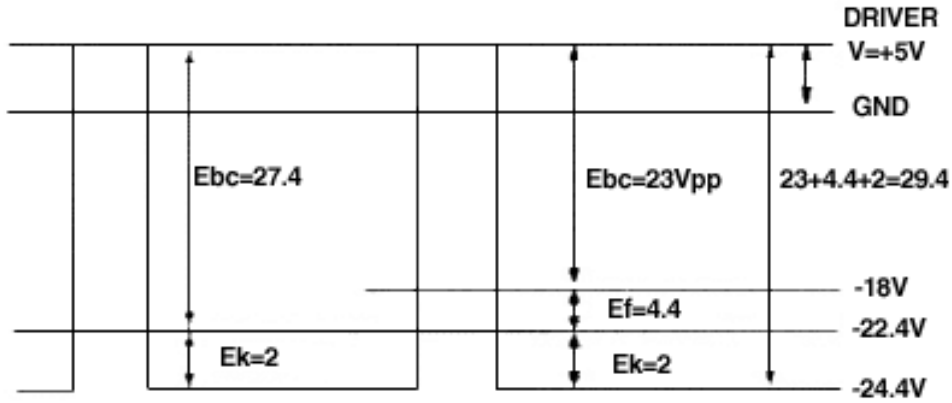 DRIVER
V=+5V
GND
Ebc=27.4
Ebc=23Vpp
23+4.4+2=29.4
-18V
Ef=4.4
-22.4V
Ek=2
Ek=2
-24.4V